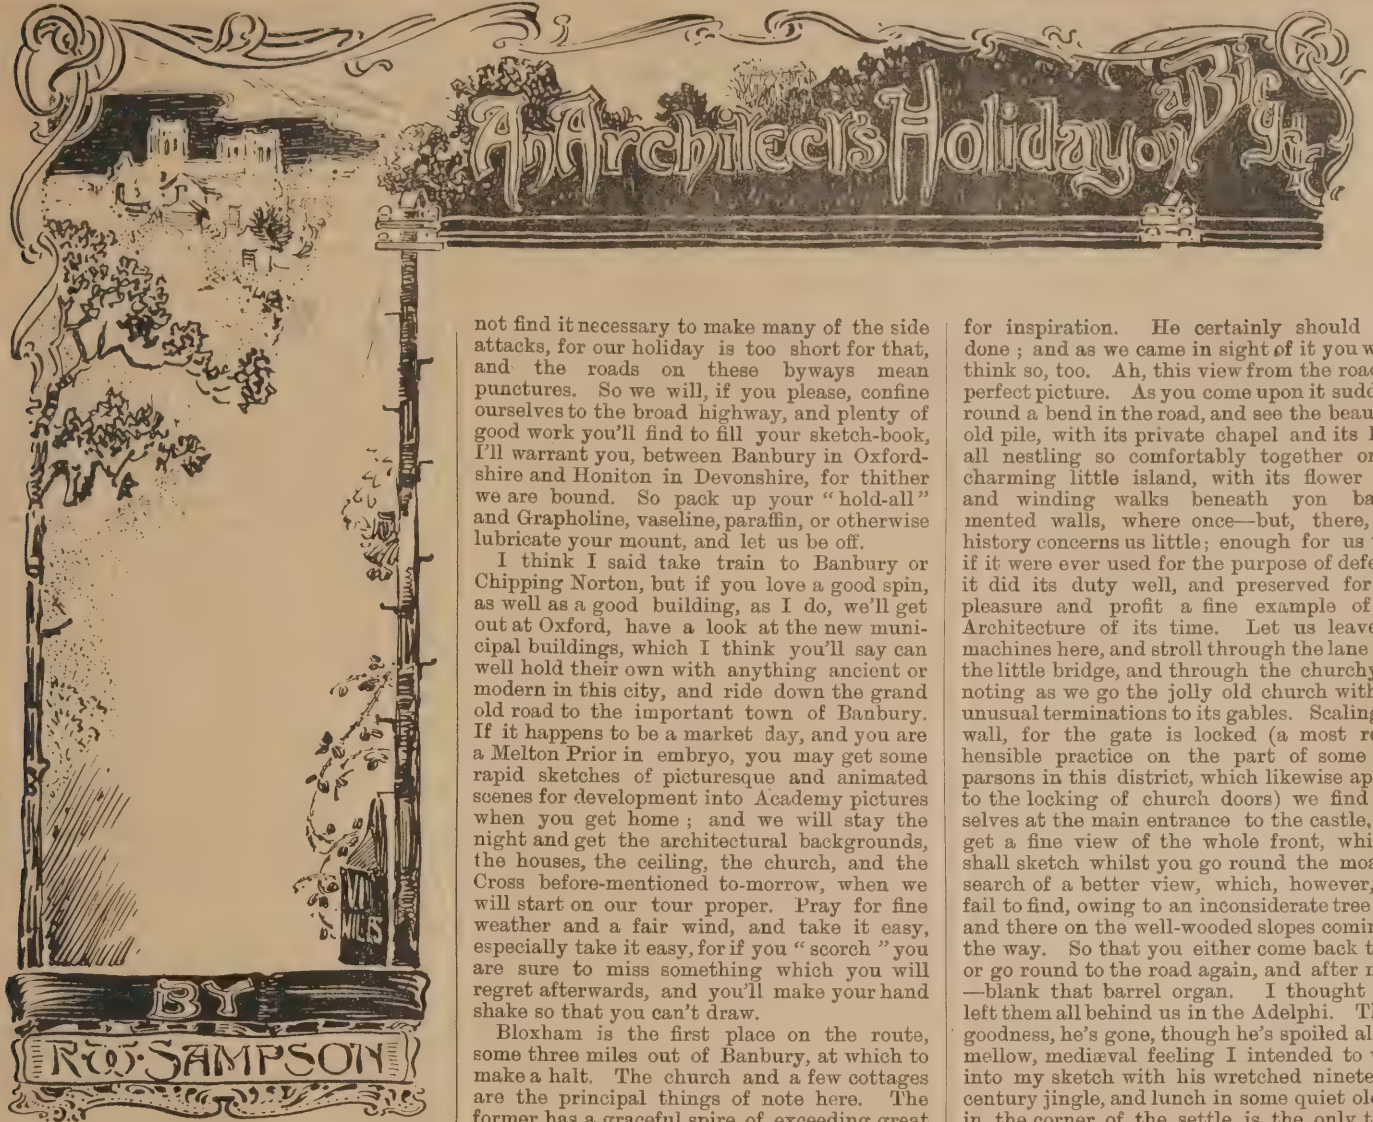 An Architect's Holiday on a Bicycle
VIII
MILES
BY
R.W. SAMPSON
not find it necessary to make many of the side
attacks, for our holiday is too short for that,
and the roads on these byways mean
punctures. So we will, if you please, confine
ourselves to the broad highway, and plenty of
good work you'll find to fill your sketch-book,
I'll warrant you, between Banbury in Oxford-
shire and Honiton in Devonshire, for thither
we are bound. So pack up your "hold-all"
and Grapholine, vaseline, paraffin, or otherwise
lubricate your mount, and let us be off.
I think I said take train to Banbury or
Chipping Norton, but if you love a good spin,
as well as a good building, as I do, we'll get
out at Oxford, have a look at the new muni-
cipal buildings, which I think you'll say can
well hold their own with anything ancient or
modern in this city, and ride down the grand
old road to the important town of Banbury.
If it happens to be a market day, and you are
a Melton Prior in embryo, you may get some
rapid sketches of picturesque and animated
scenes for development into Academy pictures
when you get home; and we will stay the
night and get the architectural backgrounds,
the houses, the ceiling, the church, and the
Cross before-mentioned to-morrow, when we
will start on our tour proper. Pray for fine
weather and a fair wind, and take it easy,
especially take it easy, for if you "scorch" you
are sure to miss something which you will
regret afterwards, and you'll make your hand
shake so that you can't draw.
Bloxham is the first place on the route,
some three miles out of Banbury, at which to
make a halt. The church and a few cottages
are the principal things of note here. The
former has a graceful spire of exceeding great
for inspiration. He certainly should
done; and as we came in sight of it you w
think so, too. Ah, this view from the road
perfect picture. As you come upon it sudd
round a bend in the road, and see the beau
old pile, with its private chapel and its
all nestling so comfortably together or
charming little island, with its flower
and winding walks beneath yon ba
mented walls, where once—but, there,
history concerns us little; enough for us
if it were ever used for the purpose of defe
it did its duty well, and preserved for
pleasure and profit a fine example of
Architecture of its time. Let us leave
machines here, and stroll through the lane
the little bridge, and through the churchy
noting as we go the jolly old church with
unusual terminations to its gables. Scaling
wall, for the gate is locked (a most re
hensible practice on the part of some
parsons in this district, which likewise ap
to the locking of church doors) we find
selves at the main entrance to the castle,
get a fine view of the whole front, whi
shall sketch whilst you go round the moa
search of a better view, which, however,
fail to find, owing to an inconsiderate tree
and there on the well-wooded slopes comin
the way. So that you either come back t
or go round to the road again, and after
—blank that barrel organ. I thought
left them all behind us in the Adelphi. Th
goodness, he's gone, though he's spoiled al
mellow, mediæval feeling I intended to
into my sketch with his wretched ninete
century jingle, and lunch in some quiet ol
in the corner of the settle is the only t